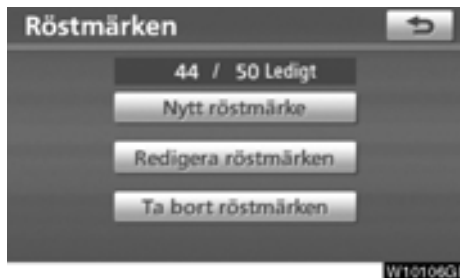 Röstmärken
44 / 50 Ledigt
Nytt röstmärke
Redigera röstmärken
Ta bort röstmärken
W10106G